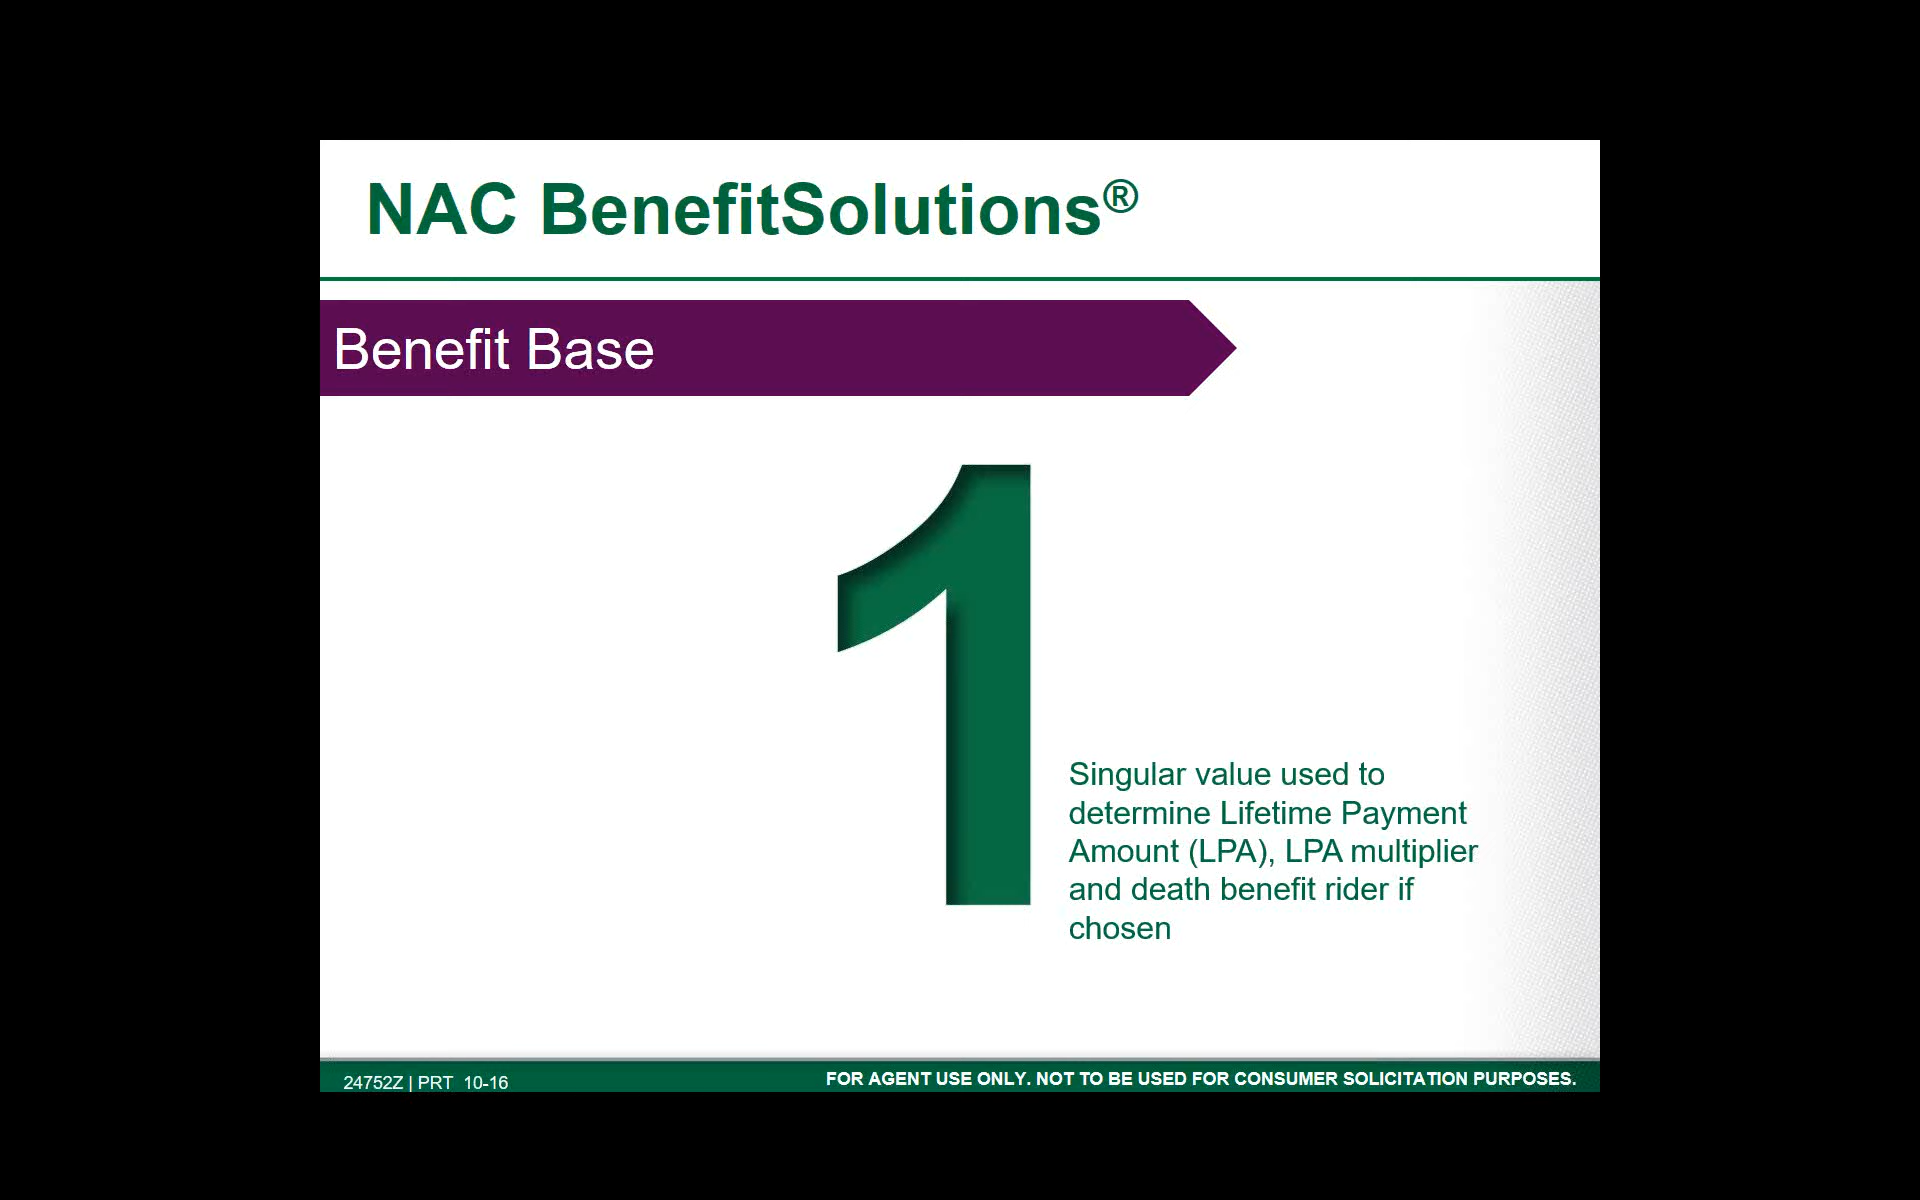 NAC BenefitSolutions®
Benefit Base
1
Singular value used to
determine Lifetime Payment
Amount (LPA), LPA multiplier
and death benefit rider if
chosen
24752Z | PRT 10-16
FOR AGENT USE ONLY. NOT TO BE USED FOR CONSUMER SOLICITATION PURPOSES.